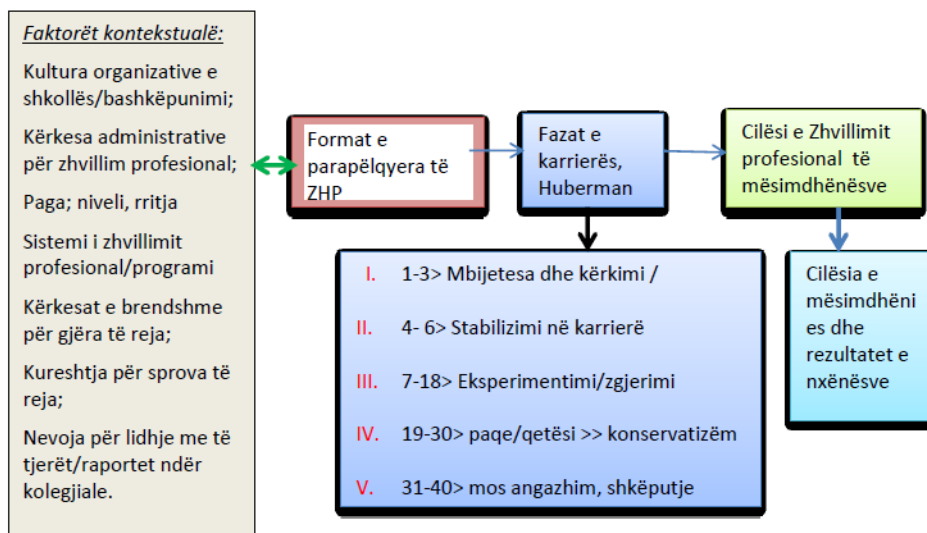 Faktorët kontekstualë:
Kultura organizative e
shkollës/bashkëpunimi;
Kërkesa administrative
për zhvillim profesional;
Paga; niveli, rritja
Sistemi i zhvillimit
profesional/programi
Kërkesat e brendshme
për gjëra të reja;
Kureshtja për sprova të
reja;
Nevoja për lidhje me të
tjerët/raportet ndër
kolegjiale.
Format e
parapëlqyera të
ZHP
Fazat e
karrierës,
Huberman
Cilësi e Zhvillimit
profesional të
mësimdhënësve
I. 1-3> Mbijetesa dhe kërkimi /
II. 4- 6> Stabilizimi në karrierë
III. 7-18> Eksperimentimi/zgjerimi
IV. 19-30> paqe/qetësi >> konservatizëm
V. 31-40> mos angazhim, shkëputje
Cilësia e
mësimdhëni
es dhe
rezultatet e
nxënësve